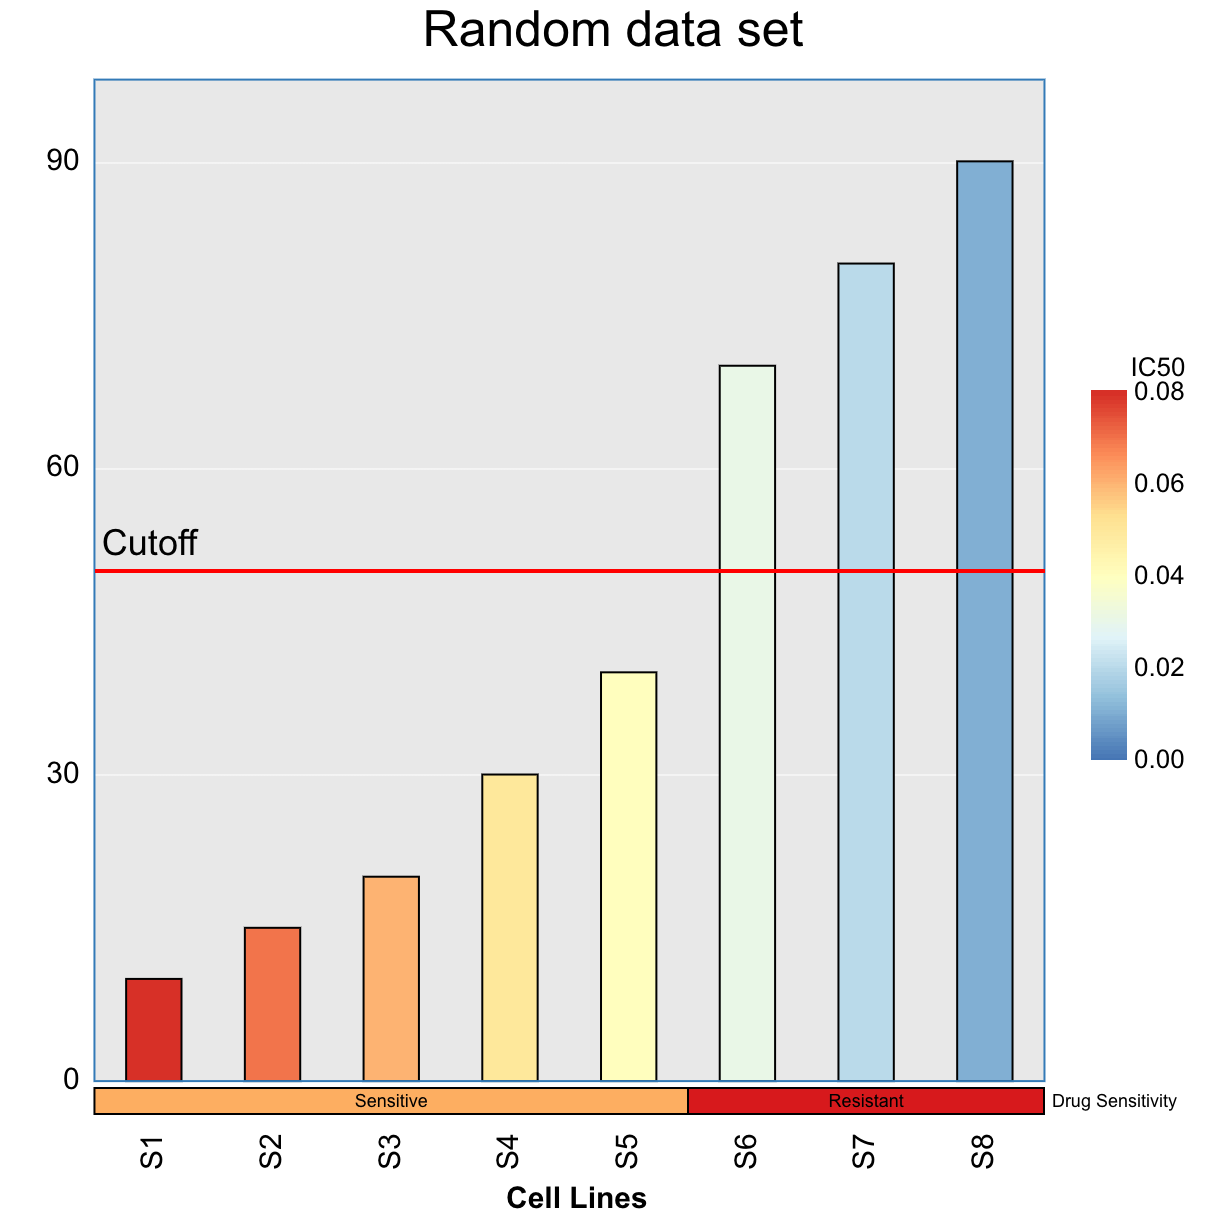 Random data set
90
60
30
0
Cutoff
IC50
0.08
0.06
0.04
0.02
0.00
Sensitive
Resistant
Drug Sensitivity
S1
S2
S3
S4
S5
S6
S7
S8
Cell Lines